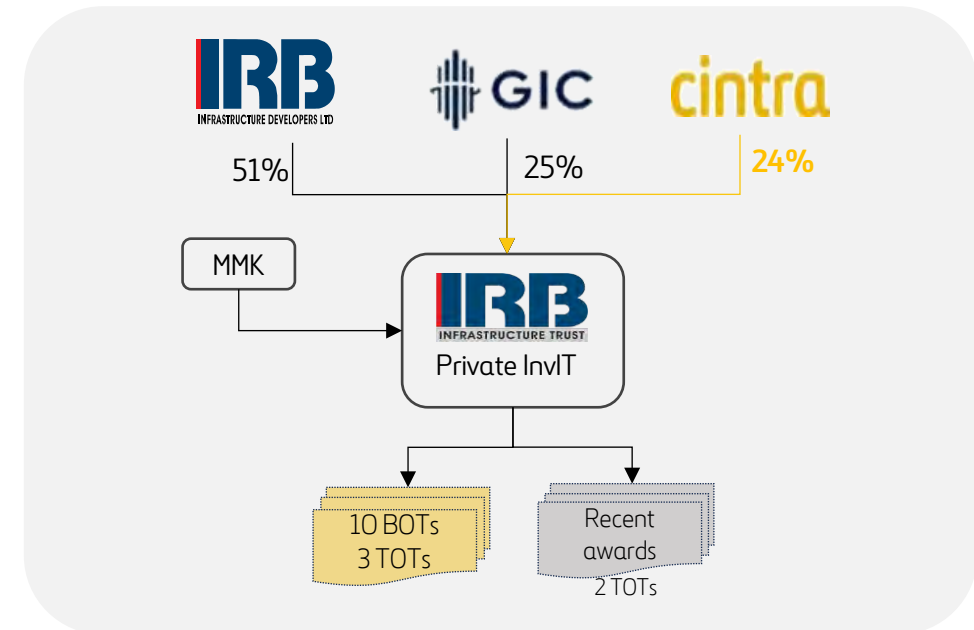 IRB
INFRASTRUCTURE DEVELOPERS LTD
GIC
cintra
51%
25%
24%
MMK
IRB
INFRASTRUCTURE TRUST
Private InvIT
10 BOTs
3 TOTs
Recent
awards
2 TOTs